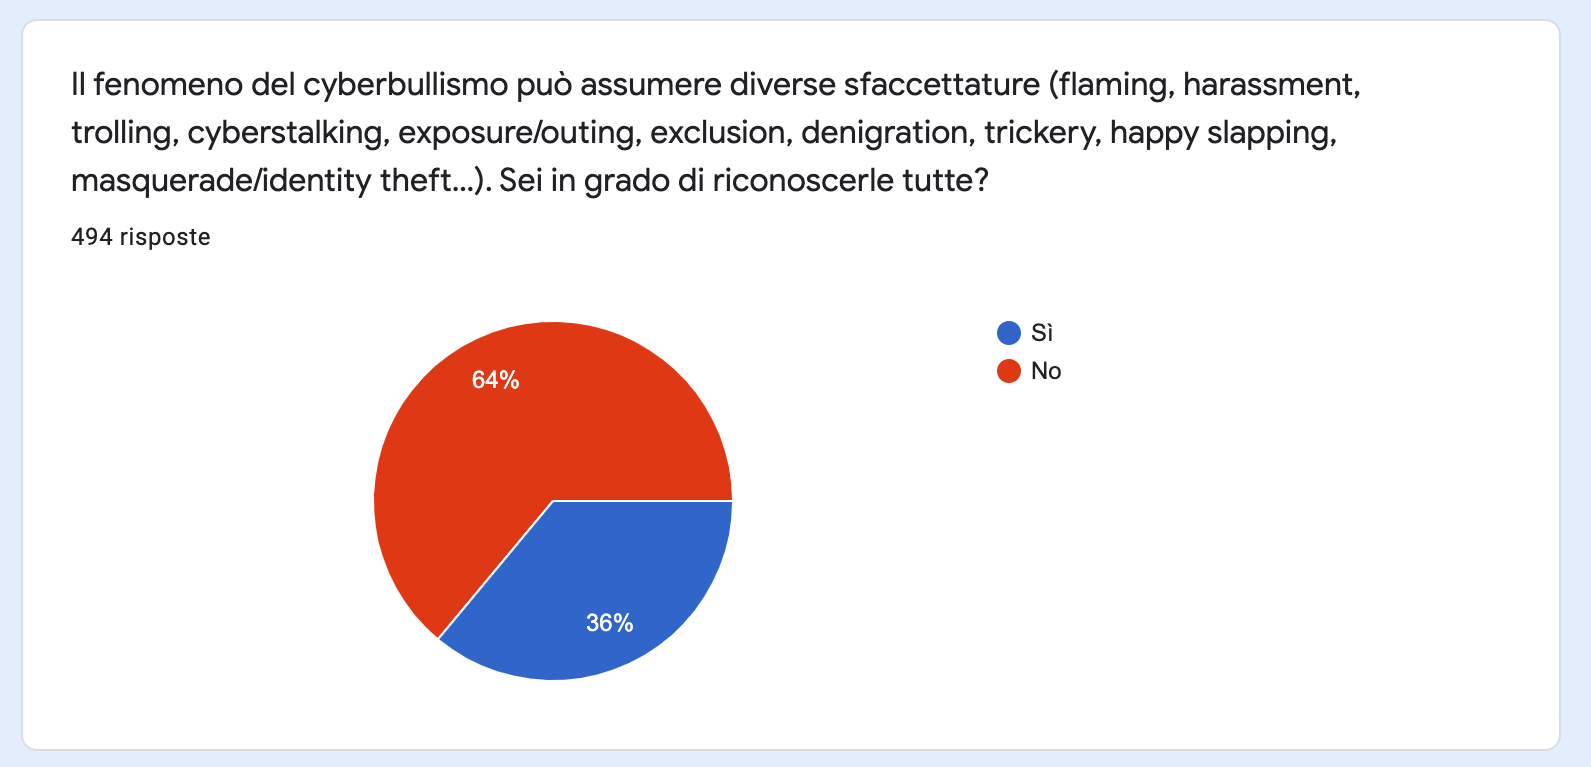 Il fenomeno del cyberbullismo può assumere diverse sfaccettature (flaming, harassment,
trolling, cyberstalking, exposure/outing, exclusion, denigration, trickery, happy slapping,
masquerade/identity theft...). Sei in grado di riconoscerle tutte?
494 risposte
Sì
No
64%
36%